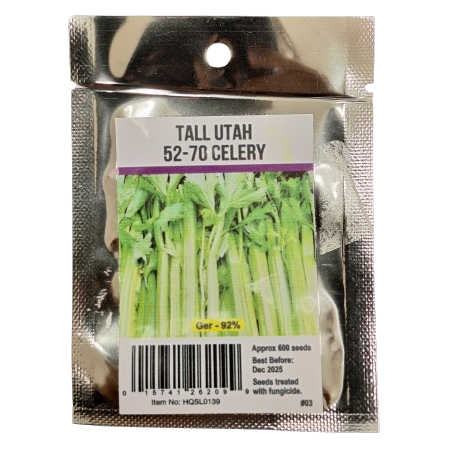 TALL UTAH
52-70 CELERY
Ger - 92%
Approx 600 seeds
Best Before:
Dec 2025
Seeds treated
with fungicide.
0 15741 26209 9
Item No: HQSL0139
#03